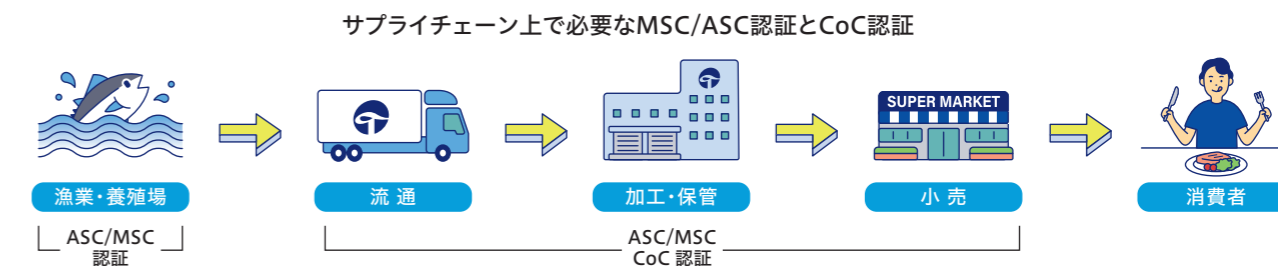 サプライチェーン上で必要なMSC/ASC認証とCoC認証
SUPER MARKET
漁業・養殖場
流 通
加工・保管
小 売
消費者
ASC/MSC
認証
ASC/MSC
CoC 認証